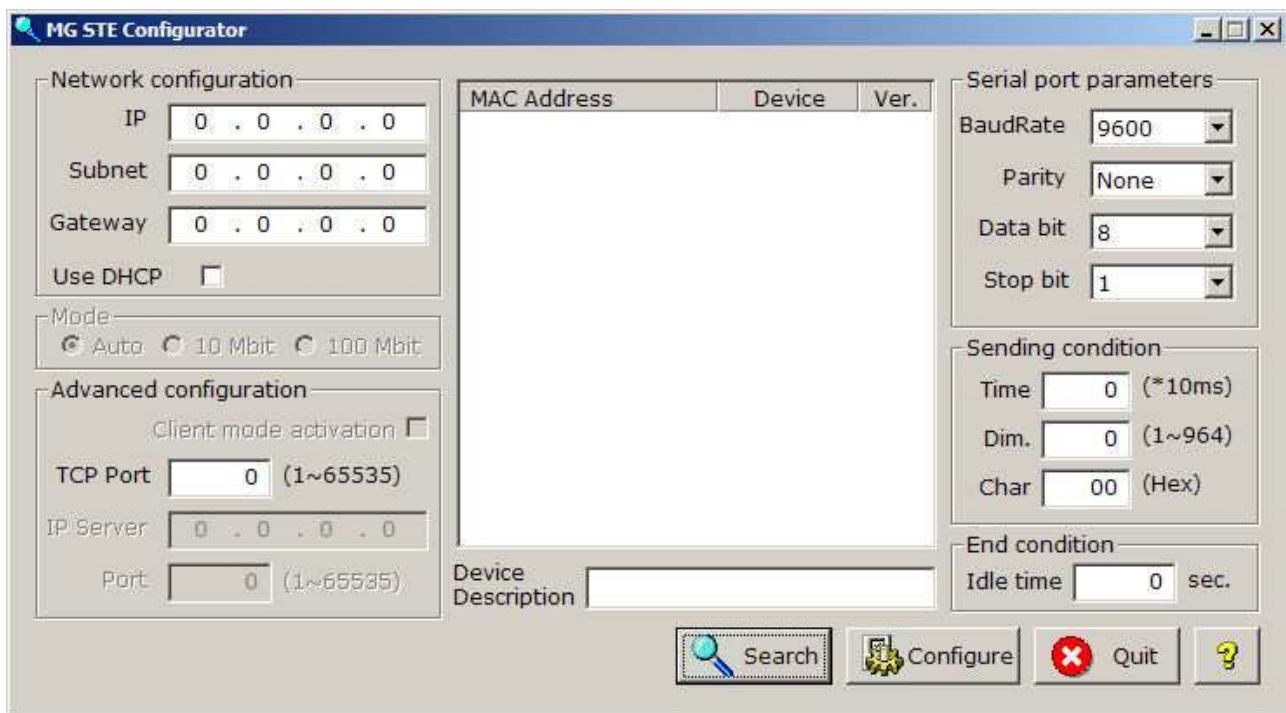 MG STE Configurator
Network configuration
IP 0 . 0 . 0 . 0
Subnet 0 . 0 . 0 . 0
Gateway 0 . 0 . 0 . 0
Use DHCP
Mode
Auto 10 Mbit 100 Mbit
Advanced configuration
Client mode activation
TCP Port 0 (1~65535)
IP Server 0 . 0 . 0 . 0
Port 0 (1~65535)
MAC Address Device Ver.
Device
Description
Serial port parameters
BaudRate 9600
Parity None
Data bit 8
Stop bit 1
Sending condition
Time 0 (*10ms)
Dim. 0 (1~964)
Char 00 (Hex)
End condition
Idle time 0 sec.
Search Configure Quit ?